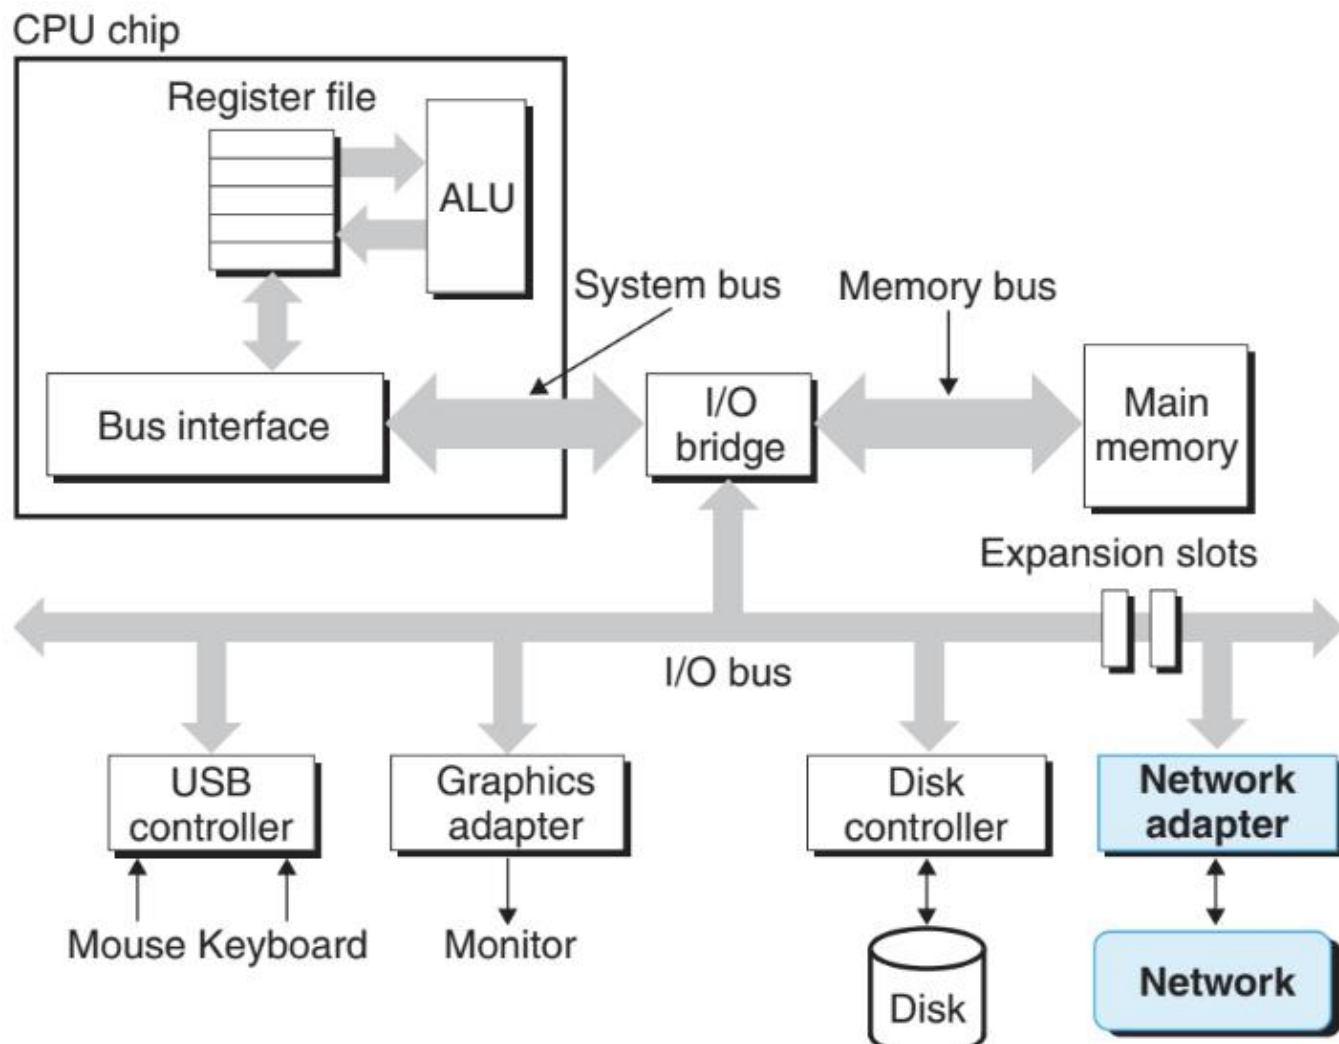 CPU chip
Register file
ALU
System bus
Memory bus
Bus interface
I/O
bridge
Main
memory
Expansion slots
I/O bus
USB
controller
Graphics
adapter
Disk
controller
Network
adapter
Mouse Keyboard
Monitor
Disk
Network